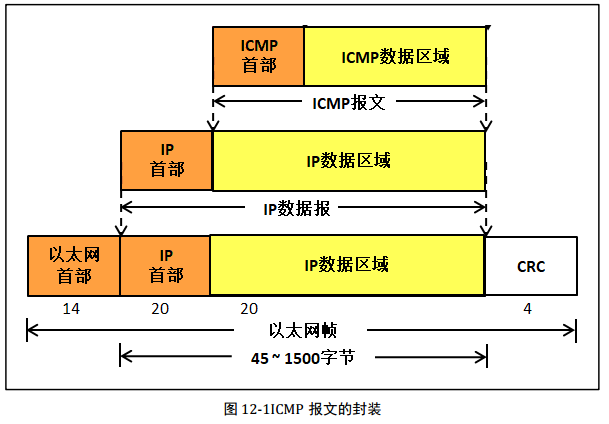 ICMP
首部
ICMP数据区域
ICMP报文
IP
首部
IP数据区域
IP数据报
以太网
首部
IP
首部
IP数据区域
CRC
14
20
20
4
以太网帧
45 ~ 1500字节
图 12-1ICMP 报文的封装